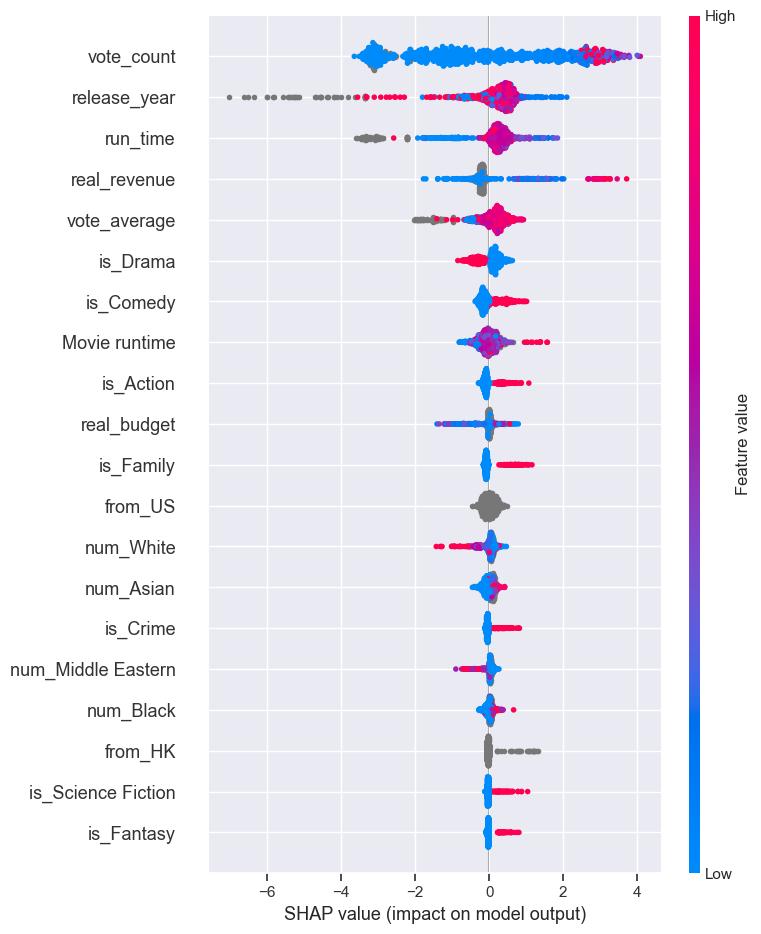 High
vote_count
release_year
run_time
real_revenue
vote_average
is_Drama
is_Comedy
Movie runtime
is_Action
real_budget
is_Family
from_US
num_White
num_Asian
is_Crime
num_Middle Eastern
num_Black
from_HK
is_Science Fiction
is_Fantasy
Feature value
Low
−6
−4
−2
0
2
4
SHAP value (impact on model output)